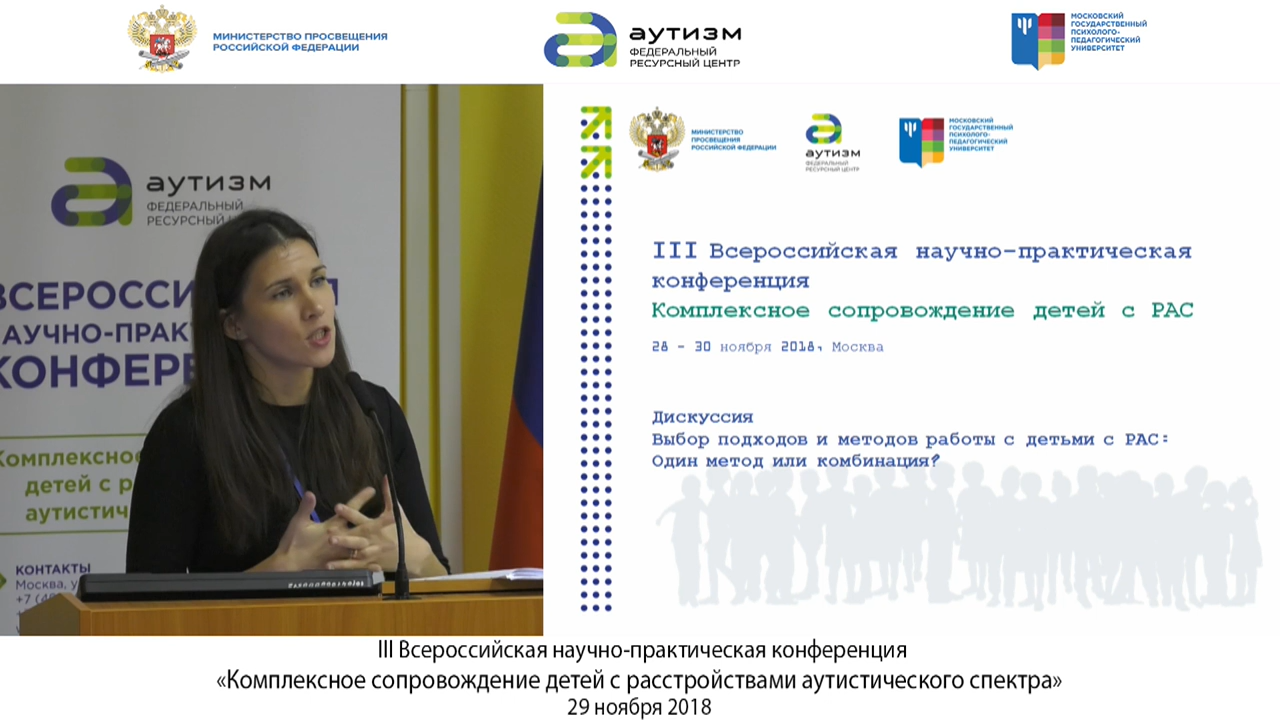 МИНИСТЕРСТВО ПРОСВЕЩЕНИЯ
РОССИЙСКОЙ ФЕДЕРАЦИИ
аутизм
ФЕДЕРАЛЬНЫЙ
РЕСУРСНЫЙ ЦЕНТР
МОСКОВСКИЙ
ГОСУДАРСТВЕННЫЙ
ПСИХОЛОГО-
ПЕДАГОГИЧЕСКИЙ
УНИВЕРСИТЕТ
аутизм
ФЕДЕРАЛЬНЫЙ
РЕСУРСНЫЙ
ВСЕРОССИ
АУЧНО-ПРАКТ
КОНФЕРЕ
Комплексное
детей с р
аутистич
КОНТАКТЫ
Москва, у
+7 (4
МИНИСТЕРСТВО
ПРОСВЕЩЕНИЯ
РОССИЙСКОЙ ФЕДЕРАЦИИ
аутизм
ФЕДЕРАЛЬНЫЙ
РЕСУРСНЫЙ ЦЕНТР
МОСКОВСКИЙ
ГОСУДАРСТВЕННЫЙ
ПСИХОЛОГО-
ПЕДАГОГИЧЕСКИЙ
УНИВЕРСИТЕТ
III Всероссийская научно-практическая
конференция
Комплексное сопровождение детей с РАС
28 - 30 ноября 2018, Москва
Дискуссия
Выбор подходов и методов работы с детьми с РАС:
Один метод или комбинация?
III Всероссийская научно-практическая конференция
«Комплексное сопровождение детей с расстройствами аутистического спектра»
29 ноября 2018